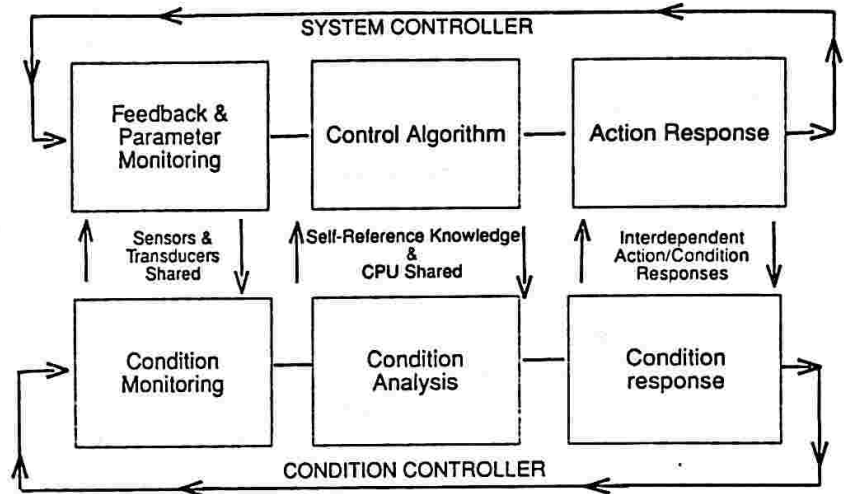 SYSTEM CONTROLLER
Feedback &
Parameter
Monitoring
Control Algorithm
Action Response
Sensors &
Transducers
Shared
Self-Reference Knowledge
&
CPU Shared
Interdependent
Action/Condition
Responses
Condition
Monitoring
Condition
Analysis
Condition
response
CONDITION CONTROLLER